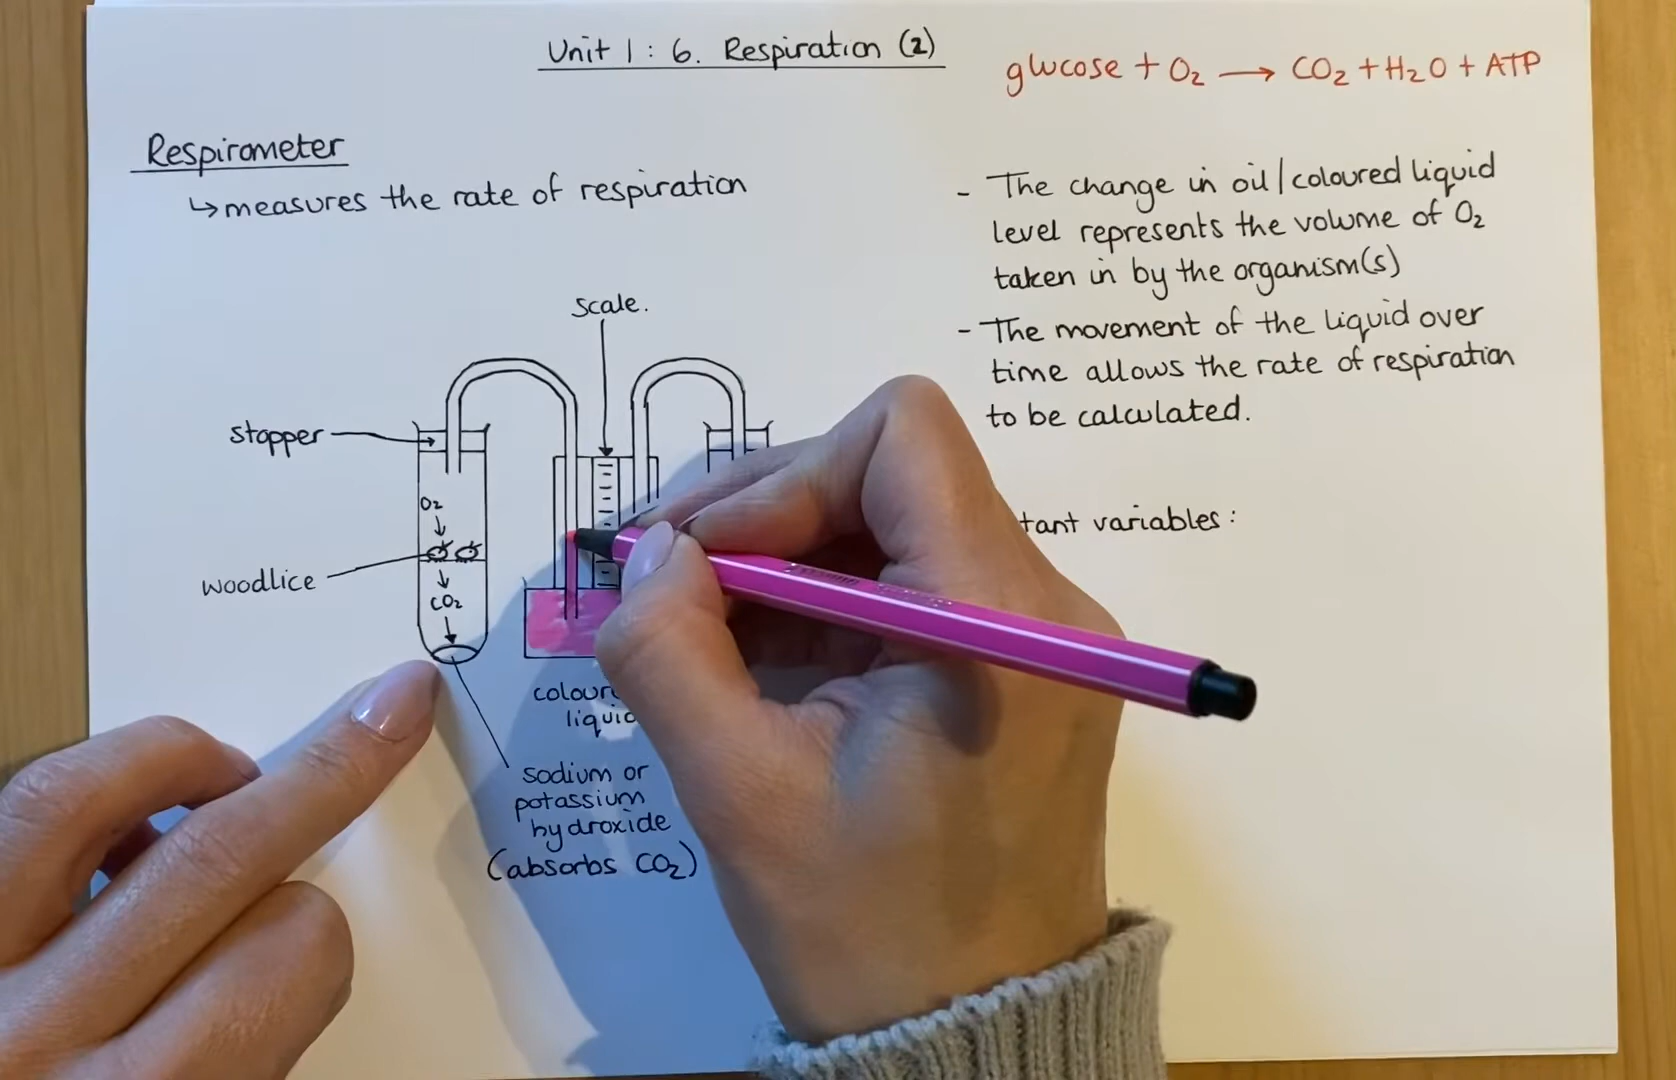 Unit 1 : 6. Respiration (2)
glucose + O₂ → CO₂ + H₂O + ATP
Respirometer
↳ measures the rate of respiration
scale.
stopper
O₂
woodlice
CO₂
liquid
sodium or
potassium
hydroxide
(absorbs CO₂)
- The change in oil/coloured liquid
level represents the volume of O₂
taken in by the organism(s)
- The movement of the liquid over
time allows the rate of respiration
to be calculated.
variables :